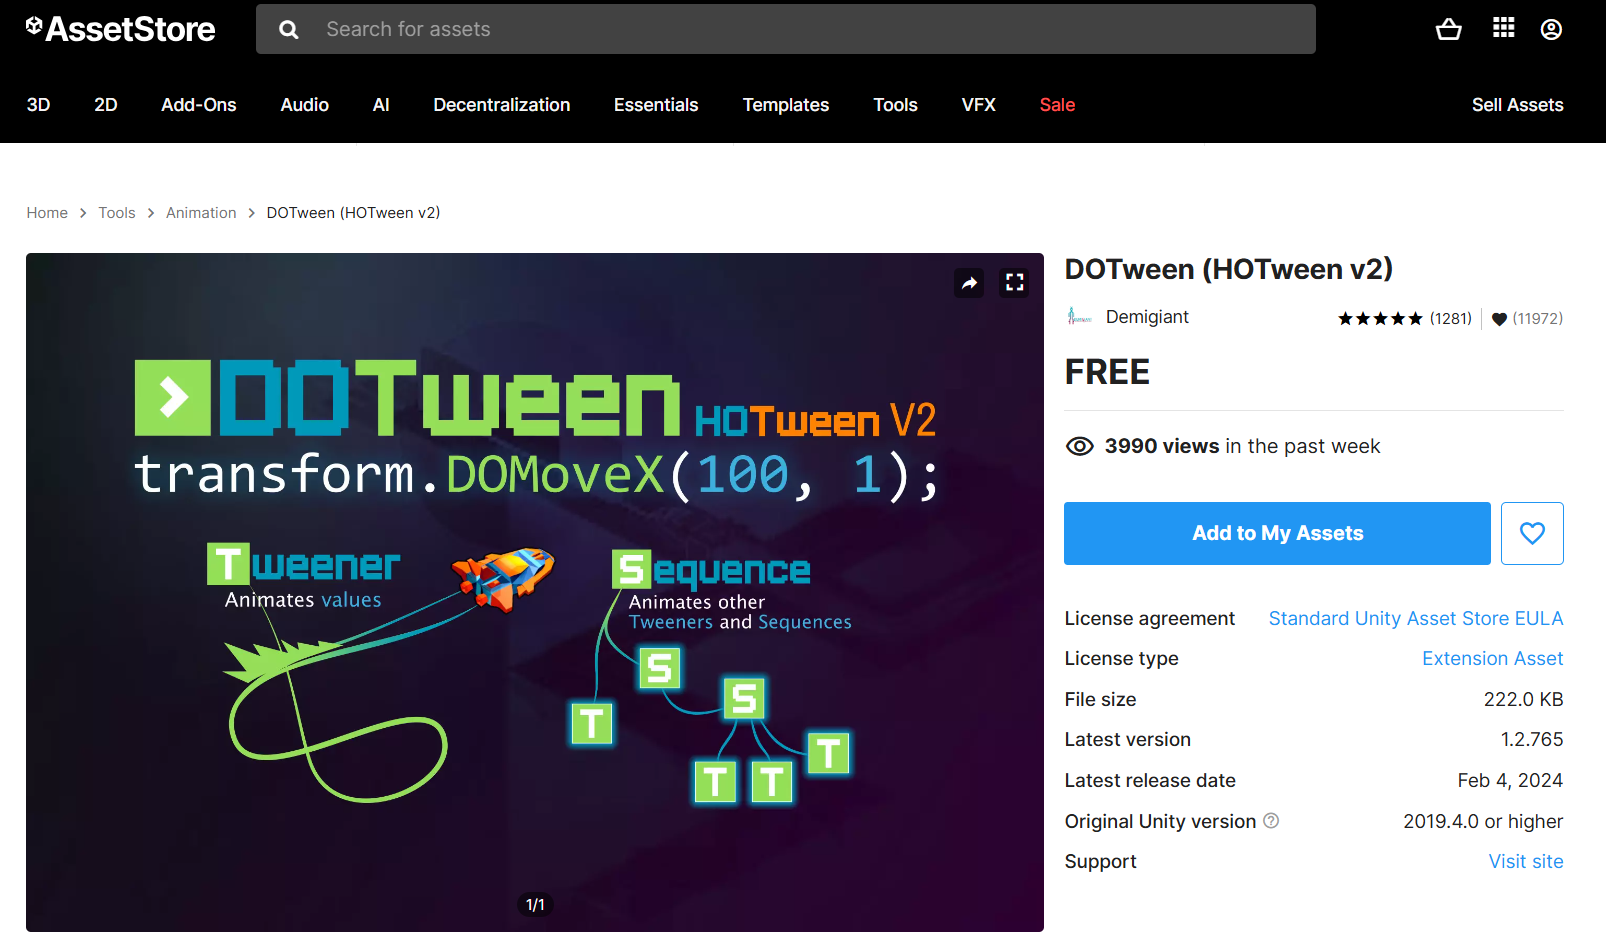 AssetStore
Search for assets
3D 2D Add-Ons Audio AI Decentralization Essentials Templates Tools VFX Sale Sell Assets
Home > Tools > Animation > DOTween (HOTween v2)
DOTween HOTween V2
transform.DOMoveX(100, 1);
Tweener
Animates values
Sequence
Animates other
Tweeners and Sequences
S
S
T
T
T T
1/1
DOTween (HOTween v2)
Demigiant (1281) (11972)
FREE
3990 views in the past week
Add to My Assets
License agreement Standard Unity Asset Store EULA
License type Extension Asset
File size 222.0 KB
Latest version 1.2.765
Latest release date Feb 4, 2024
Original Unity version ? 2019.4.0 or higher
Support Visit site